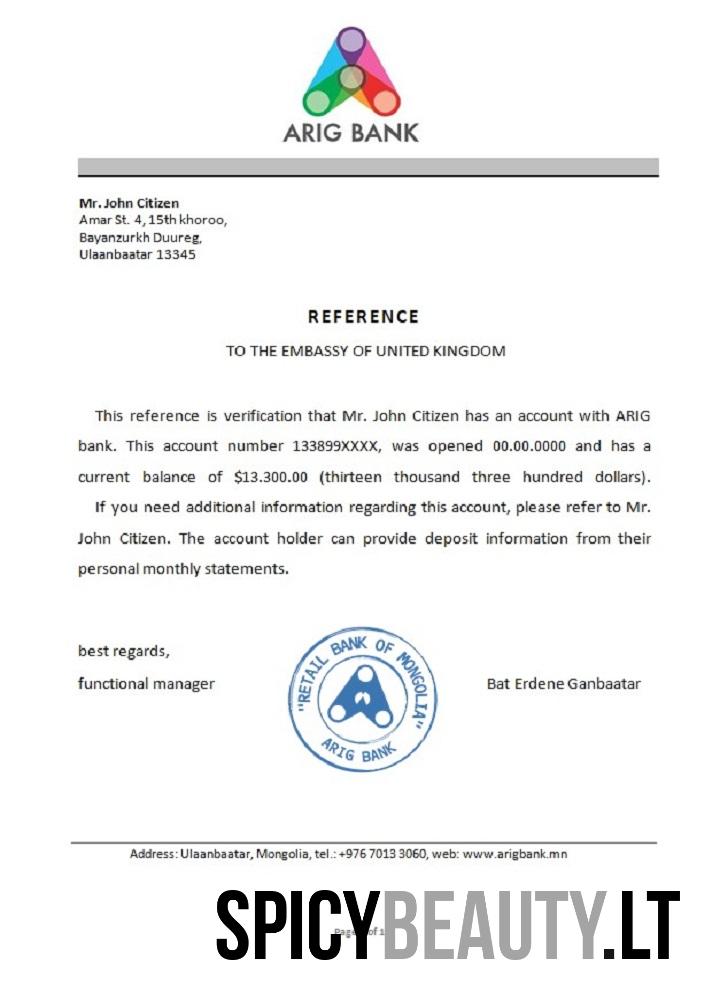 ARIG BANK
Mr. John Citizen
Amar St. 4, 15th khoroo,
Bayanzurkh Duureg,
Ulaanbaatar 13345
REFERENCE
TO THE EMBASSY OF UNITED KINGDOM
This reference is verification that Mr. John Citizen has an account with ARIG
bank. This account number 133899XXXX, was opened 00.00.0000 and has a
current balance of $13.300.00 (thirteen thousand three hundred dollars).
If you need additional information regarding this account, please refer to Mr.
John Citizen. The account holder can provide deposit information from their
personal monthly statements.
best regards,
functional manager
"RETAIL BANK OF MONGOLIA"
ARIG BANK
Bat Erdene Ganbaatar
Address: Ulaanbaatar, Mongolia, tel.: +976 7013 3060, web: www.arigbank.mn
SPICYBEAUTY.LT
Page of 1